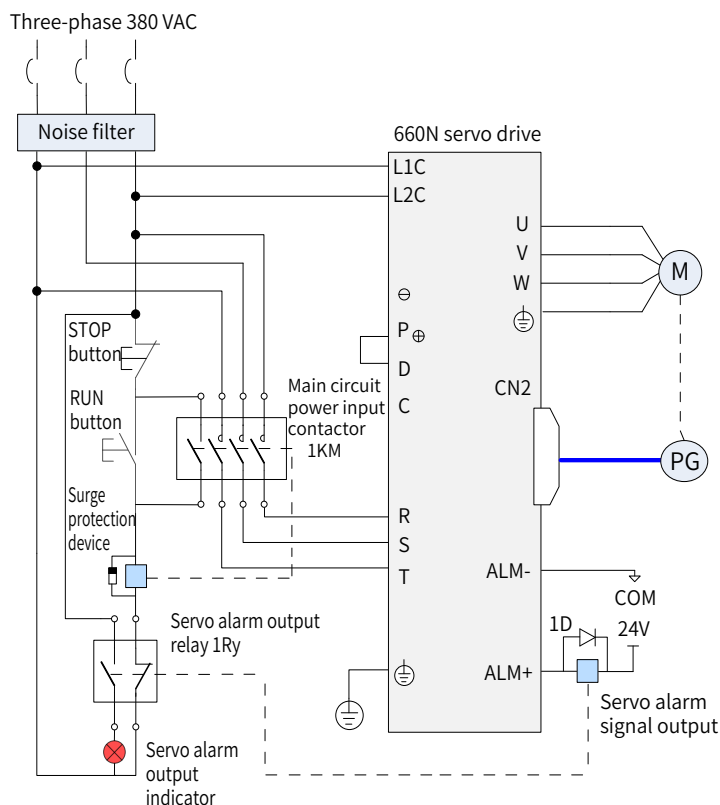 Three-phase 380 VAC
Noise filter
660N servo drive
L1C
L2C
U
V
W
M
⊖
P⊕
D
C
CN2
STOP
button
RUN
button
Main circuit
power input
contactor
1KM
PG
Surge
protection
device
R
S
T
ALM-
COM
1D
24V
ALM+
Servo alarm output
relay 1Ry
Servo alarm
signal output
Servo alarm
output
indicator